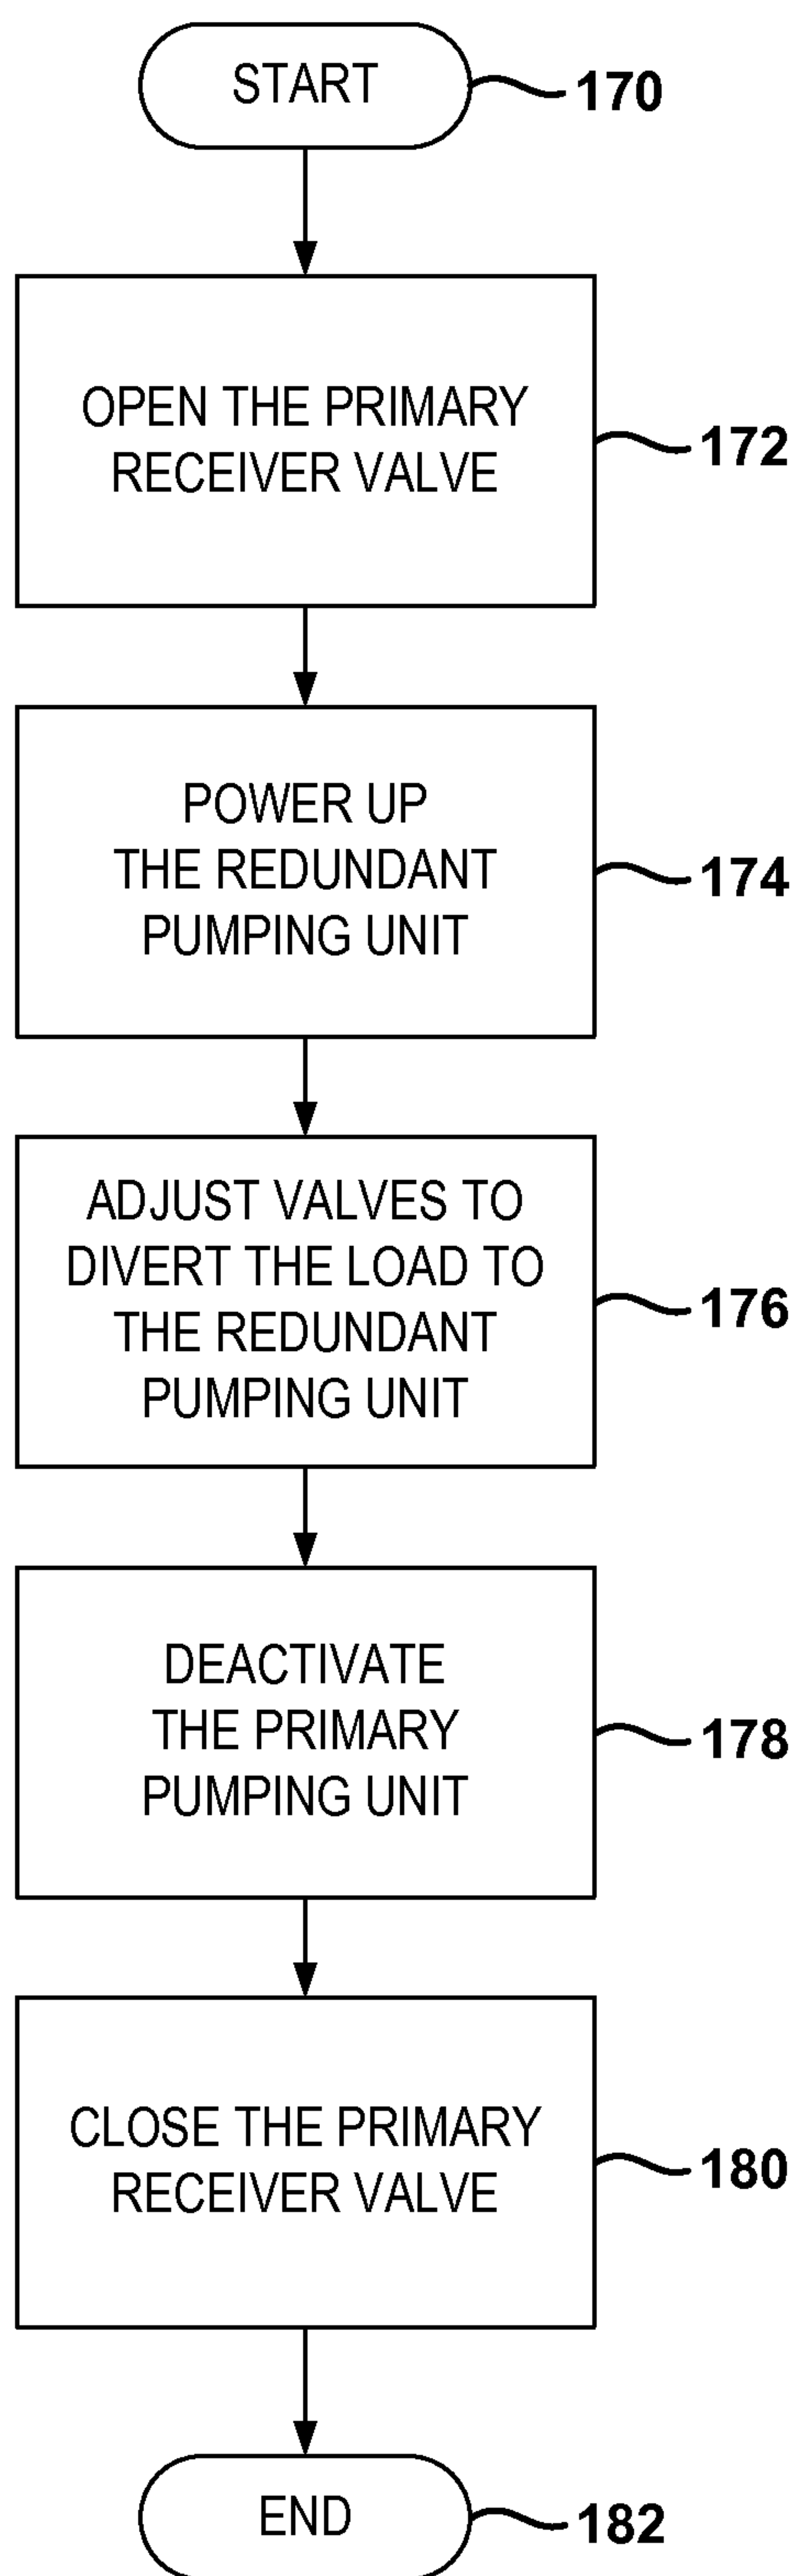 START
170
OPEN THE PRIMARY
RECEIVER VALVE
172
POWER UP
THE REDUNDANT
PUMPING UNIT
174
ADJUST VALVES TO
DIVERT THE LOAD TO
THE REDUNDANT
PUMPING UNIT
176
DEACTIVATE
THE PRIMARY
PUMPING UNIT
178
CLOSE THE PRIMARY
RECEIVER VALVE
180
END
182